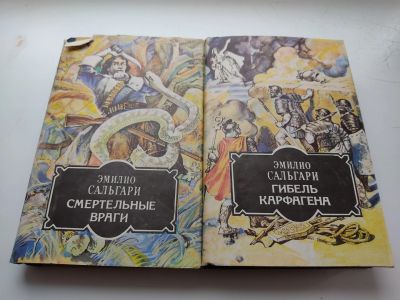 ЭМИЛИО
САЛЬГАРИ
СМЕРТЕЛЬНЫЕ
ВРАГИ
ЭМИЛИО
САЛЬГАРИ
ГИБЕЛЬ
КАРФАГЕНА